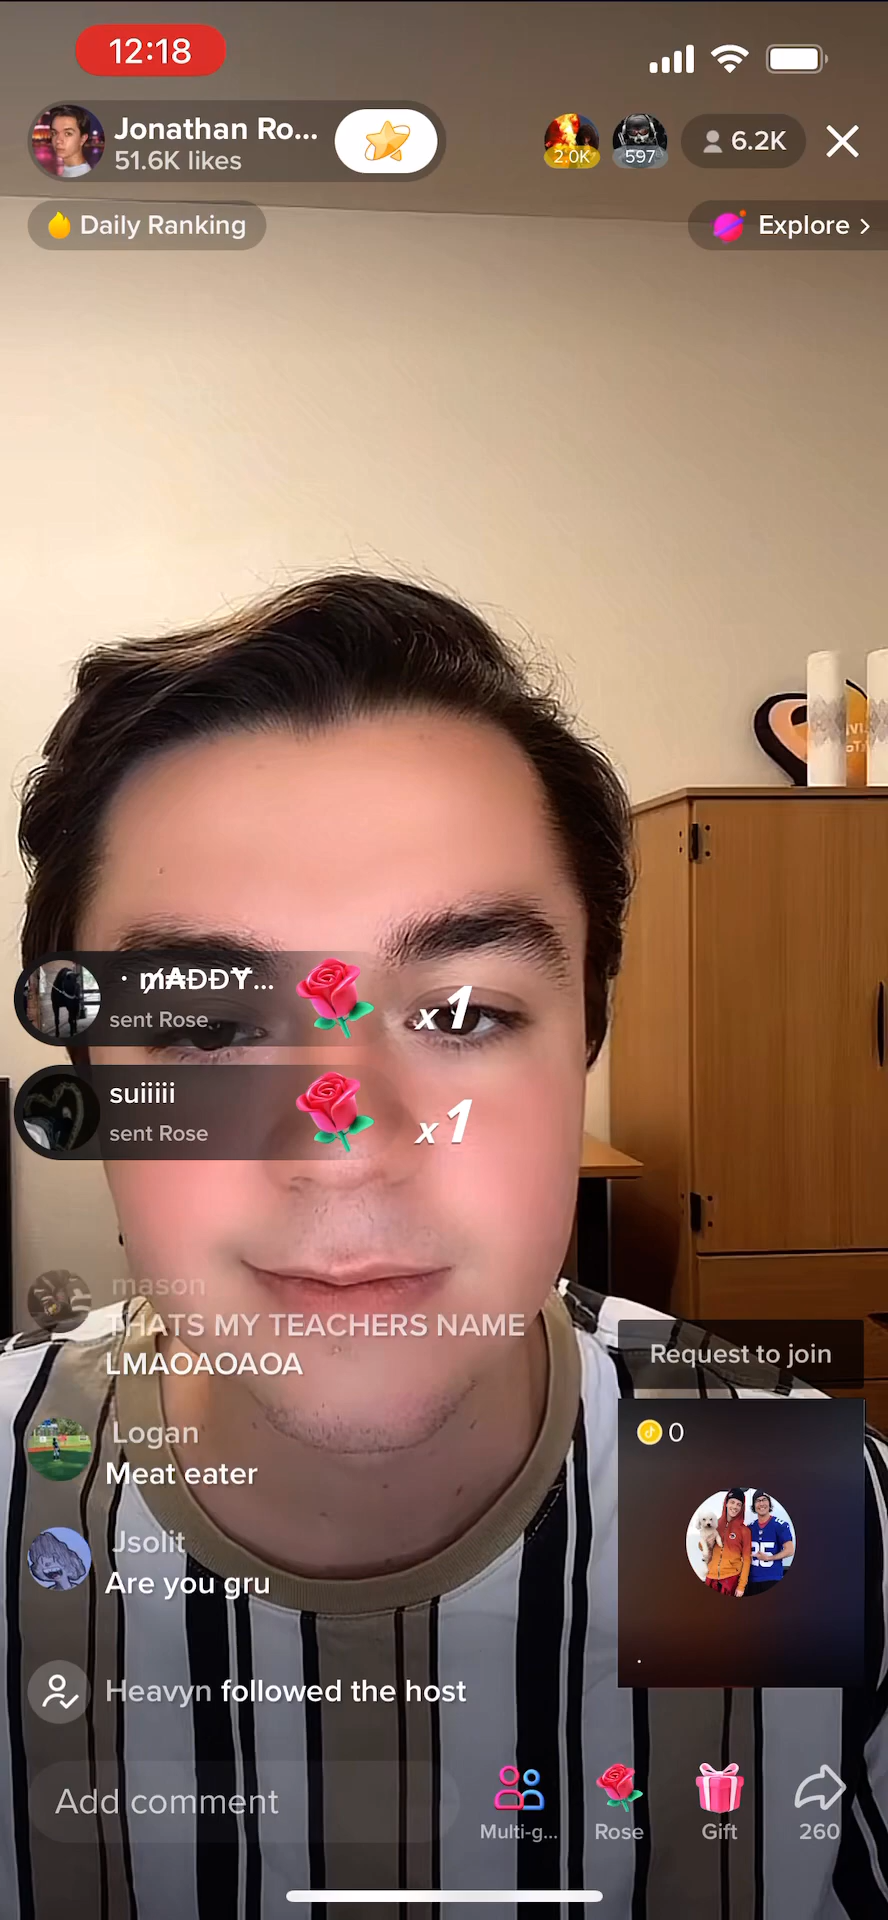 12:18
Jonathan Ro...
51.6K likes
2.0K
597
6.2K
Daily Ranking
Explore >
· m̸₳ĐĐɎ...
sent Rose
x1
suiiiii
sent Rose
x1
mason
THATS MY TEACHERS NAME
LMAOAOAOA
Request to join
0
Logan
Meat eater
25
Jsolit
Are you gru
.
Heavyn followed the host
Add comment
Multi-g...
Rose
Gift
260